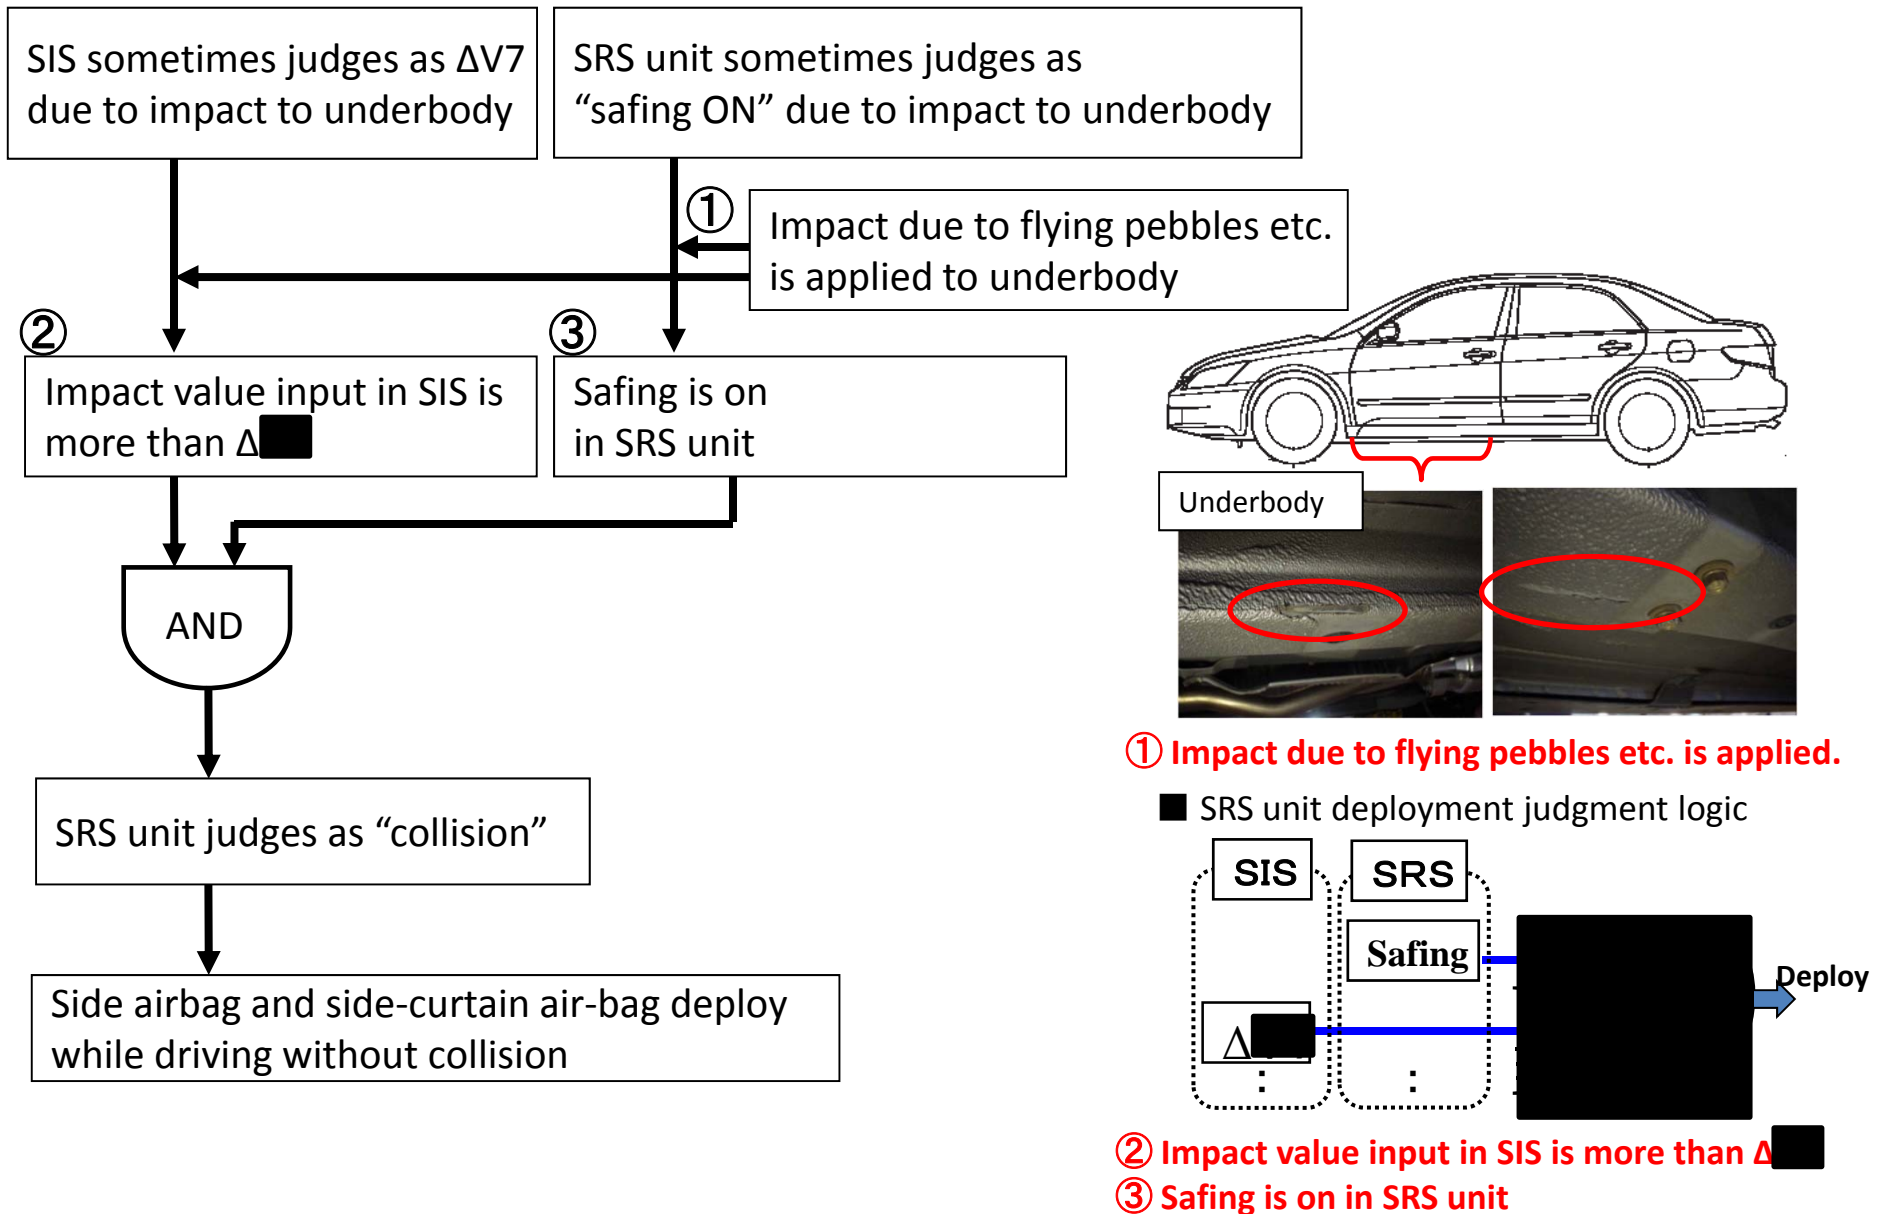 SIS sometimes judges as ΔV7
due to impact to underbody
SRS unit sometimes judges as
“safing ON” due to impact to underbody
①
Impact due to flying pebbles etc.
is applied to underbody
②
Impact value input in SIS is
more than Δ
③
Safing is on
in SRS unit
AND
SRS unit judges as “collision”
Side airbag and side-curtain air-bag deploy
while driving without collision
Underbody
① Impact due to flying pebbles etc. is applied.
■ SRS unit deployment judgment logic
SIS
SRS
Safing
Δ
:
:
Deploy
② Impact value input in SIS is more than Δ
③ Safing is on in SRS unit